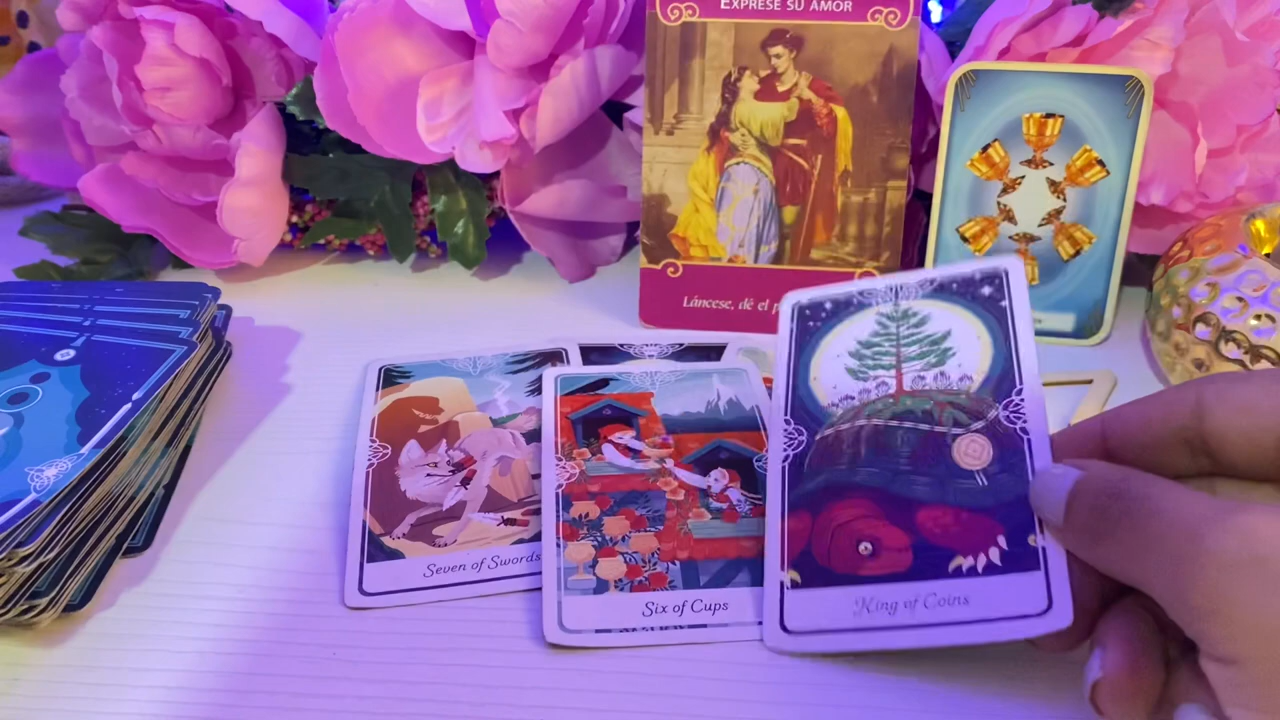 EXPRESE SU AMOR
Láncese, dé el
Seven of Swords
Six of Cups
King of Coins